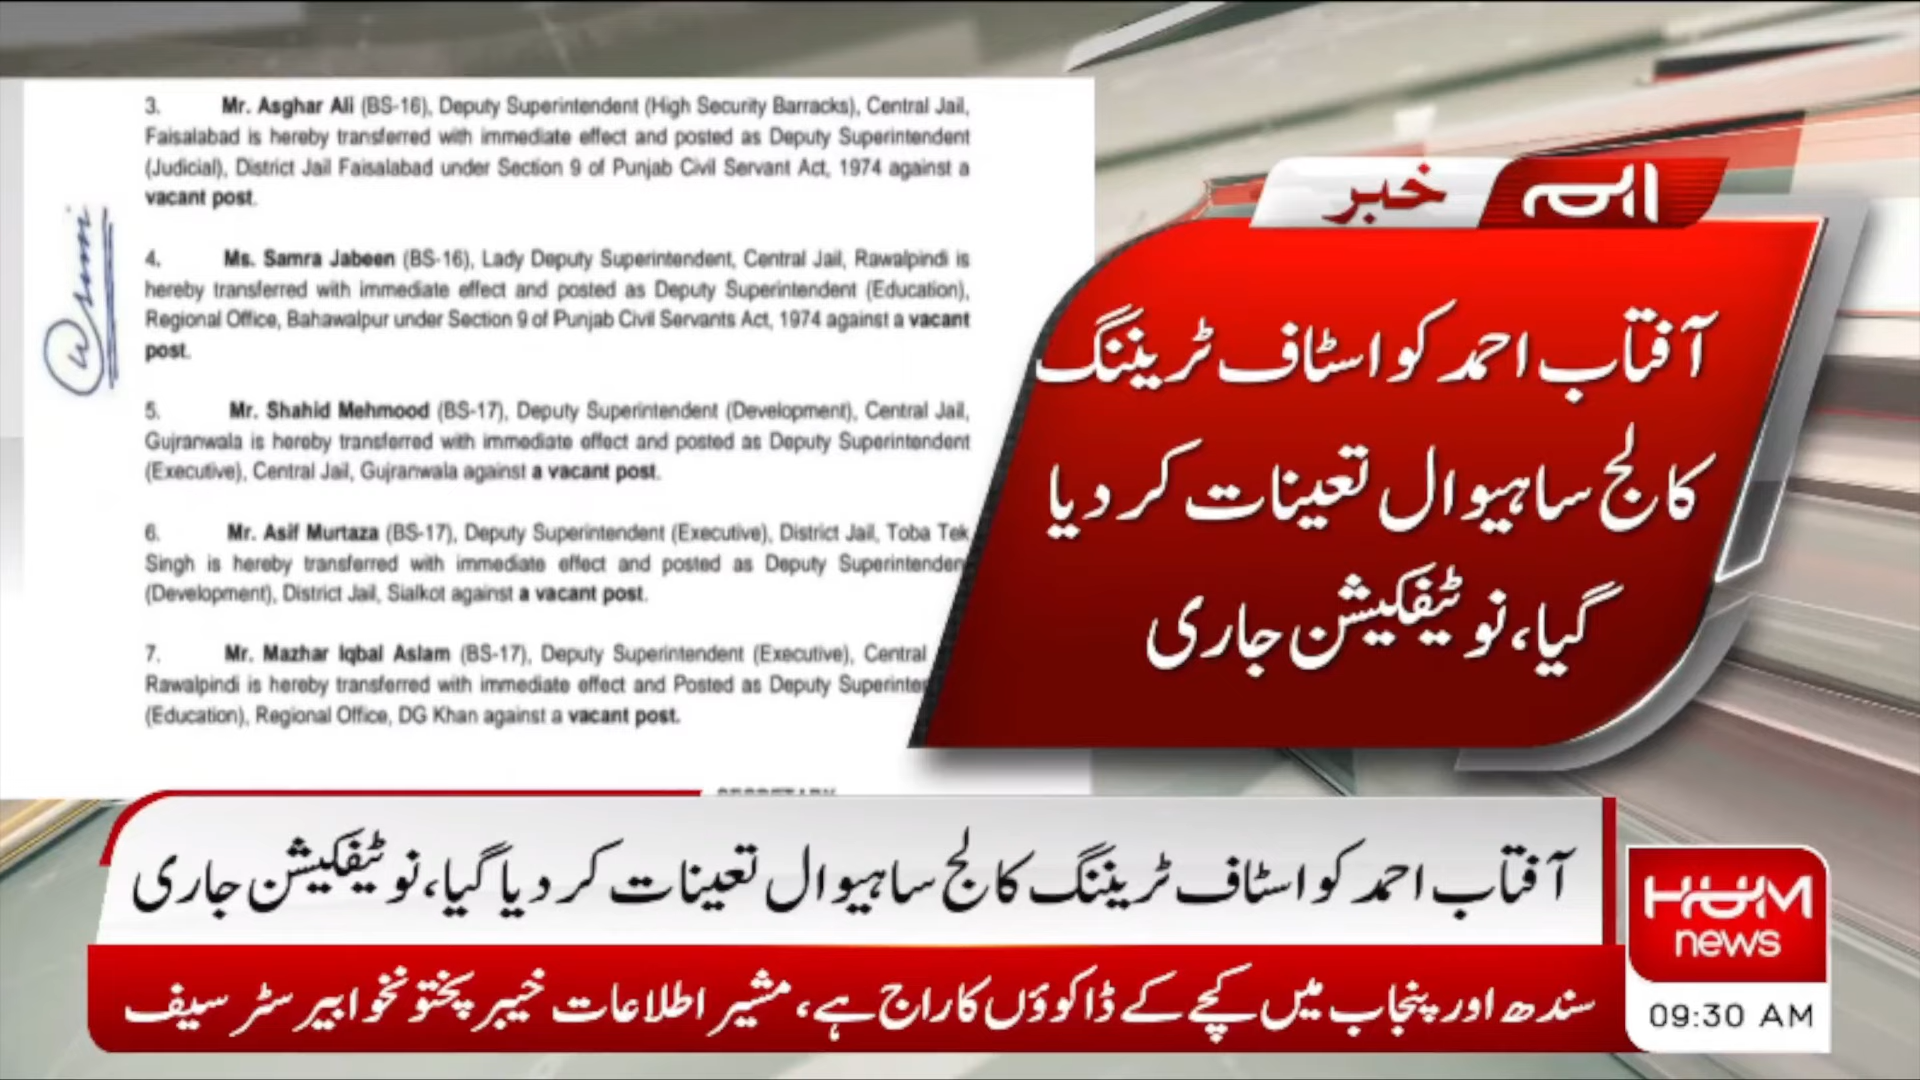 3. Mr. Asghar Ali (BS-16), Deputy Superintendent (High Security Barracks), Central Jail,
Faisalabad is hereby transferred with immediate effect and posted as Deputy Superintendent
(Judicial), District Jail Faisalabad under Section 9 of Punjab Civil Servant Act, 1974 against a
vacant post.
4. Ms. Samra Jabeen (BS-16), Lady Deputy Superintendent, Central Jail, Rawalpindi is
hereby transferred with immediate effect and posted as Deputy Superintendent (Education),
Regional Office, Bahawalpur under Section 9 of Punjab Civil Servants Act, 1974 against a vacant
post.
5. Mr. Shahid Mehmood (BS-17), Deputy Superintendent (Development), Central Jail,
Gujranwala is hereby transferred with immediate effect and posted as Deputy Superintendent
(Executive), Central Jail, Gujranwala against a vacant post.
6. Mr. Asif Murtaza (BS-17), Deputy Superintendent (Executive), District Jail, Toba Tek
Singh is hereby transferred with immediate effect and posted as Deputy Superintenden
(Development), District Jail, Sialkot against a vacant post.
7. Mr. Mazhar Iqbal Aslam (BS-17), Deputy Superintendent (Executive), Central
Rawalpindi is hereby transferred with immediate effect and Posted as Deputy Superinte
(Education), Regional Office, DG Khan against a vacant post.
SECRETARY
اہم خبر
آفتاب احمد کو اسٹاف ٹریننگ
کالج ساہیوال تعینات کر دیا
گیا، نوٹیفکیشن جاری
آفتاب احمد کو اسٹاف ٹریننگ کالج ساہیوال تعینات کر دیا گیا، نوٹیفکیشن جاری
سندھ اور پنجاب میں کچے کے ڈاکوؤں کا راج ہے، مشیر اطلاعات خیبر پختونخوا بیرسٹر سیف
HUM
news
09:30 AM